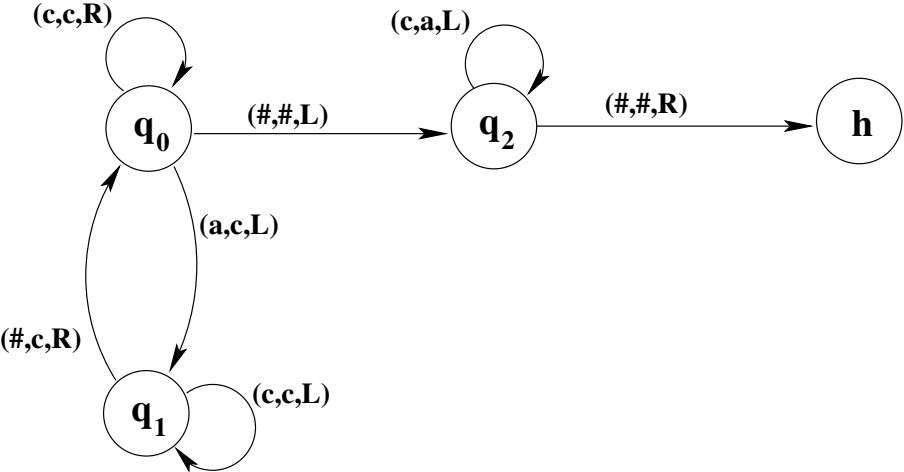 (c,c,R)
(c,a,L)
q0
(#,#,L)
q2
(#,#,R)
h
(a,c,L)
(#,c,R)
q1
(c,c,L)